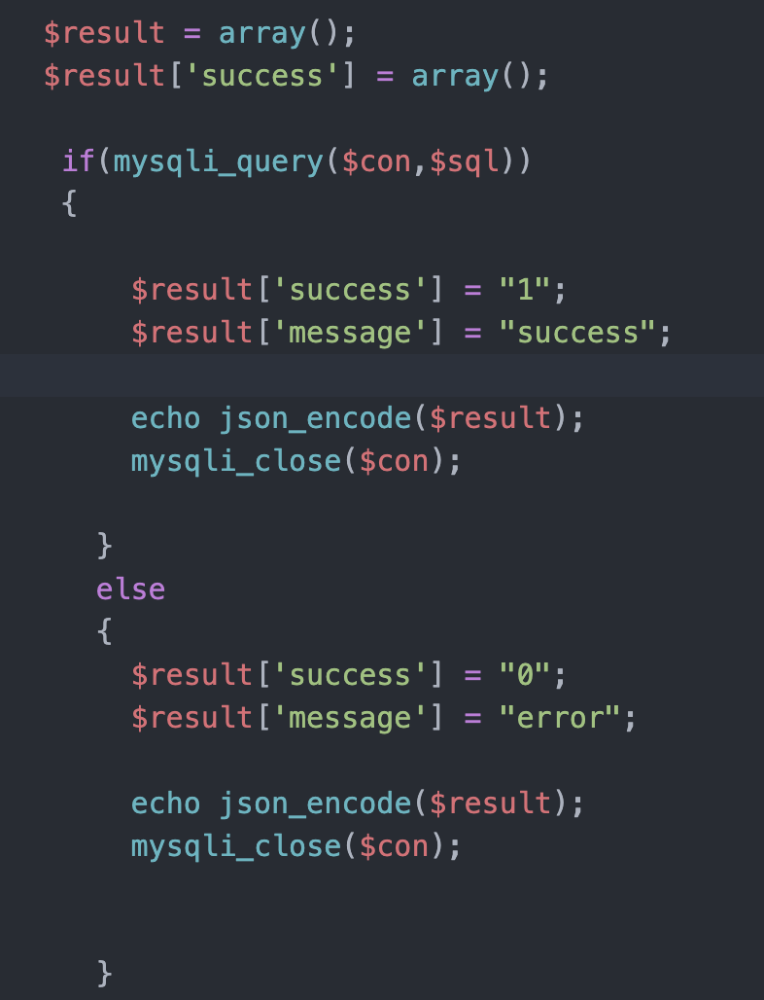 $result = array();
$result['success'] = array();
if(mysqli_query($con,$sql))
{
$result['success'] = "1";
$result['message'] = "success";
echo json_encode($result);
mysqli_close($con);
}
else
{
$result['success'] = "0";
$result['message'] = "error";
echo json_encode($result);
mysqli_close($con);
}